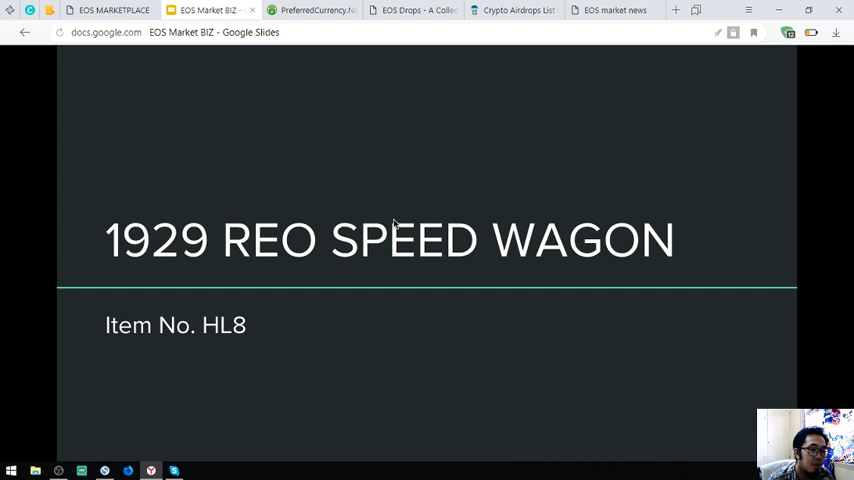 EOS MARKETPLACE
EOS Market BIZ -
PreferredCurrency.N
EOS Drops - A Collec
Crypto Airdrops List
EOS market news
docs.google.com EOS Market BIZ - Google Slides
12
1929 REO SPEED WAGON
Item No. HL8